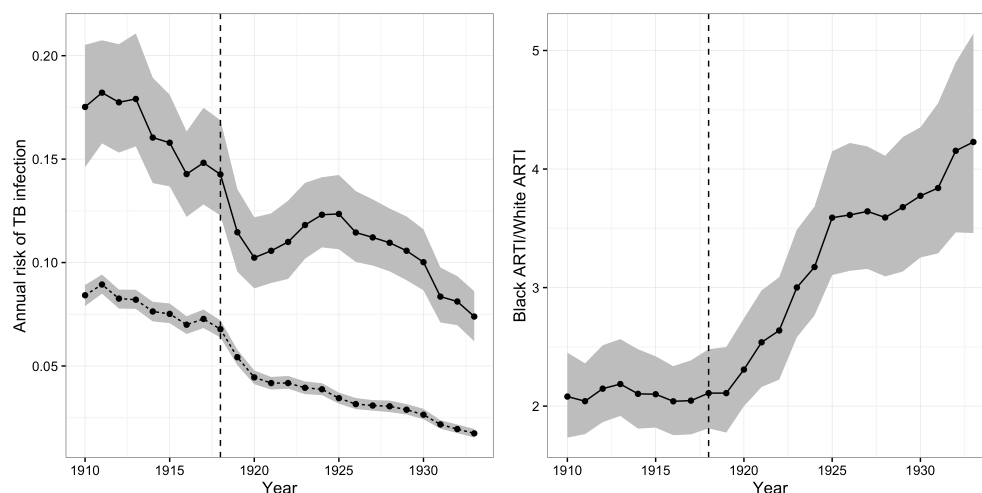 Annual risk of TB infection
0.20
0.15
0.10
0.05
1910 1915 1920 1925 1930
Year
Black ARTI/White ARTI
5
4
3
2
1910 1915 1920 1925 1930
Year